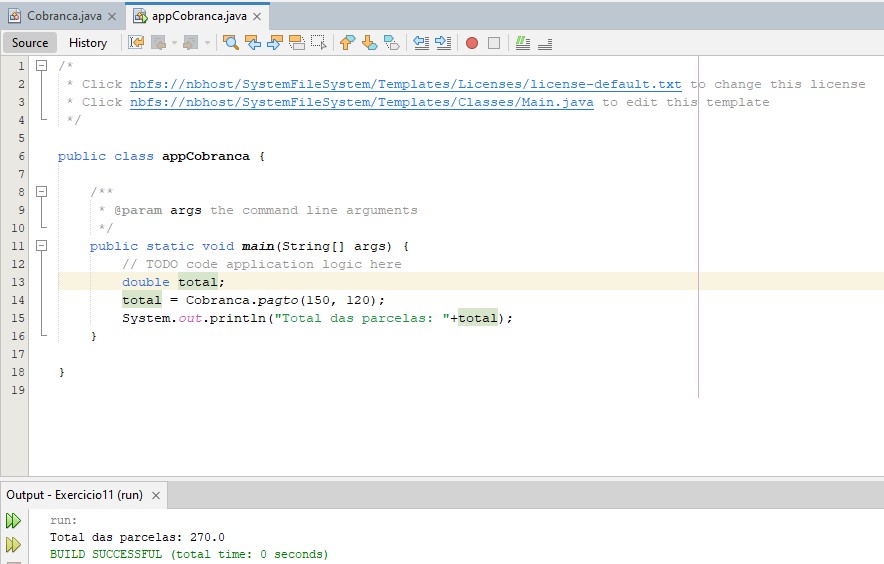 Cobranca.java × appCobranca.java ×
Source History
1 /*
2 * Click nbfs://nbhost/SystemFileSystem/Templates/Licenses/license-default.txt to change this license
3 * Click nbfs://nbhost/SystemFileSystem/Templates/Classes/Main.java to edit this template
4 */
5
6 public class appCobranca {
7
8 /**
9 * @param args the command line arguments
10 */
11 public static void main(String[] args) {
12 // TODO code application logic here
13 double total;
14 total = Cobranca.pagto(150, 120);
15 System.out.println("Total das parcelas: "+total);
16 }
17
18 }
19
Output - Exercicio11 (run) ×
run:
Total das parcelas: 270.0
BUILD SUCCESSFUL (total time: 0 seconds)